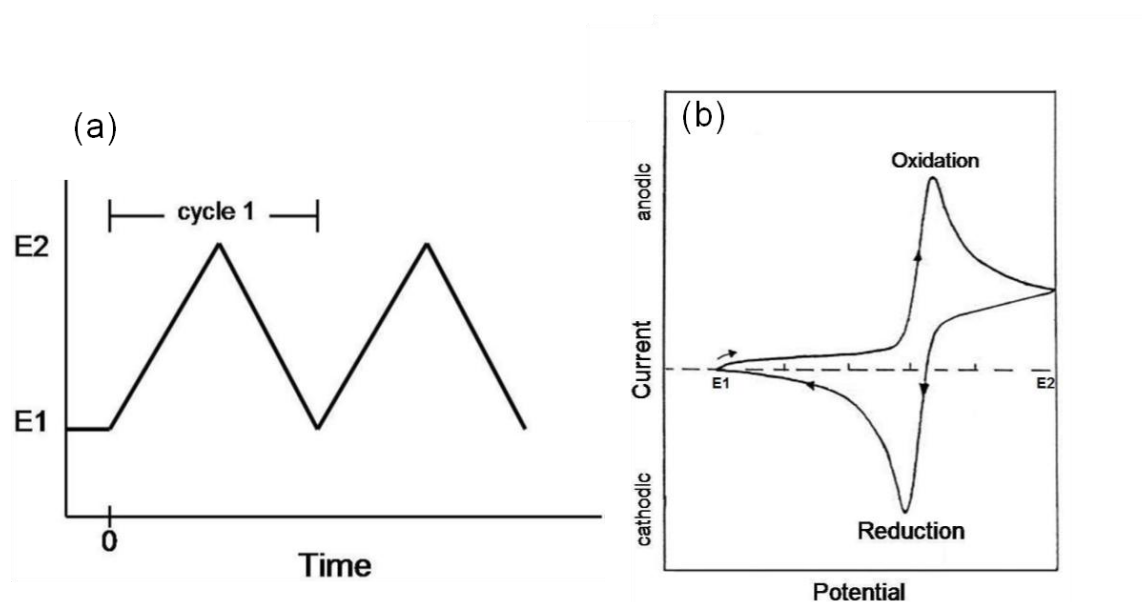 (a)
cycle 1
E2
E1
0
Time
(b)
Oxidation
anodic
Current
cathodic
E1
E2
Reduction
Potential